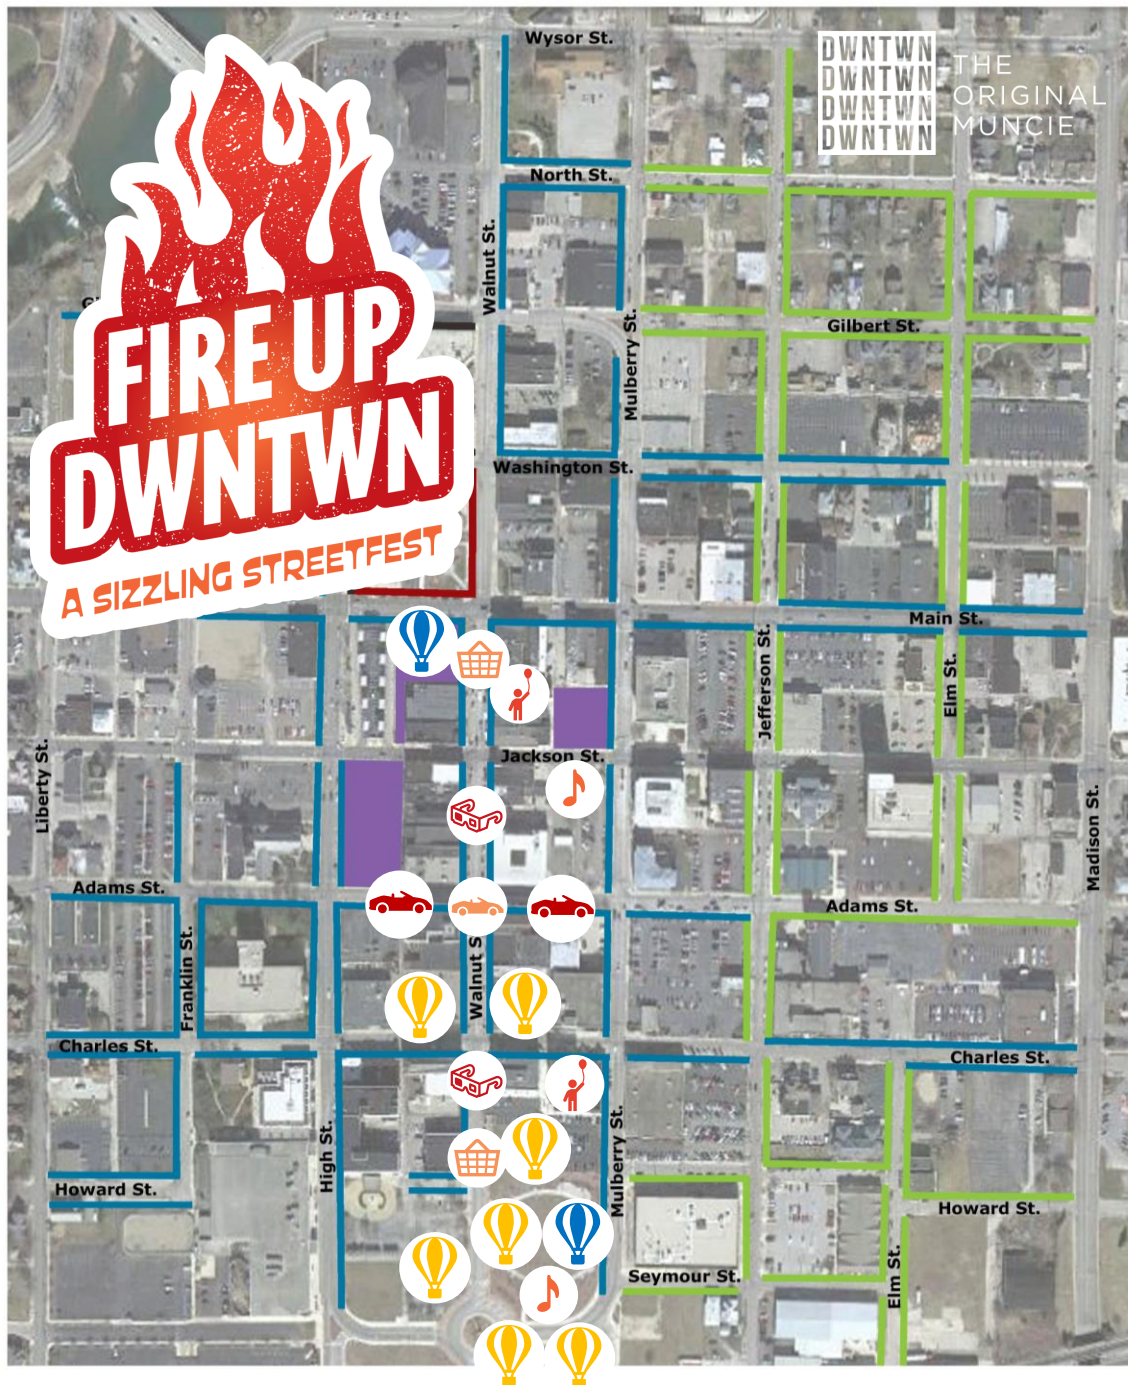 Wysor St.
DWNTWN
DWNTWN
DWNTWN
DWNTWN
THE
ORIGINAL
MUNCIE
North St.
Walnut St.
FIRE UP
DWNTWN
A SIZZLING STREETFEST
Gilbert St.
Mulberry St.
Washington St.
Main St.
Jefferson St.
Elm St.
Jackson St.
Liberty St.
Madison St.
Adams St.
Adams St.
Franklin St.
Walnut S
Charles St.
Charles St.
High St.
Mulberry St.
Howard St.
Howard St.
Seymour St.
Elm St.